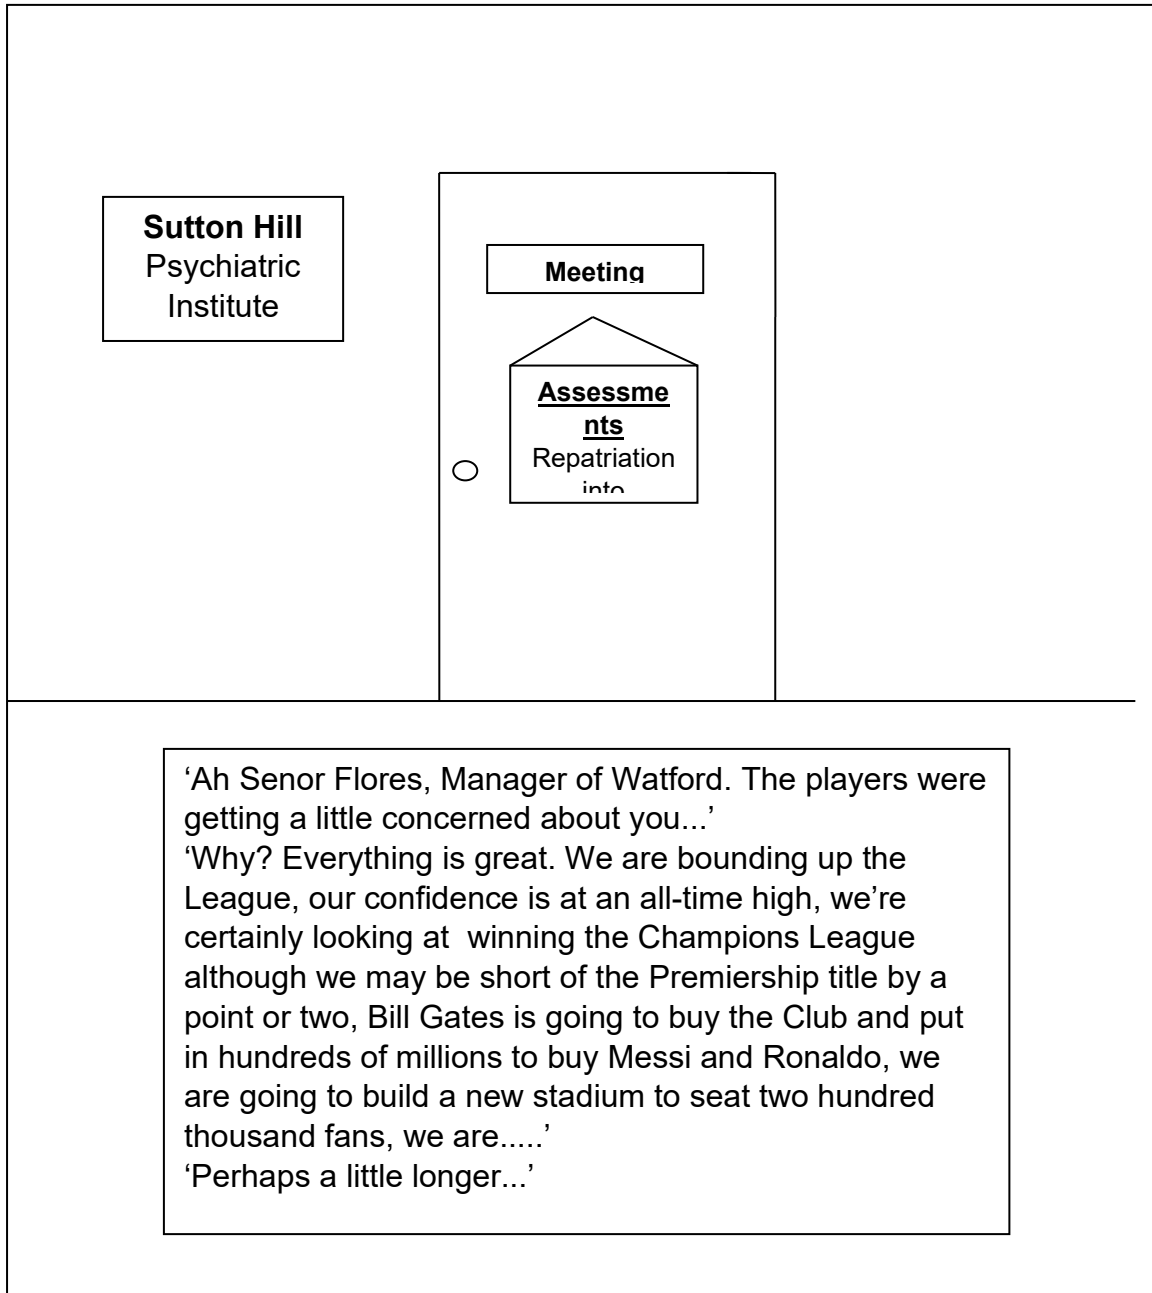 Sutton Hill
Psychiatric
Institute
Meeting
Assessme
nts
Repatriation
into
‘Ah Senor Flores, Manager of Watford. The players were
getting a little concerned about you...’
‘Why? Everything is great. We are bounding up the
League, our confidence is at an all-time high, we’re
certainly looking at  winning the Champions League
although we may be short of the Premiership title by a
point or two, Bill Gates is going to buy the Club and put
in hundreds of millions to buy Messi and Ronaldo, we
are going to build a new stadium to seat two hundred
thousand fans, we are.....’
‘Perhaps a little longer...’